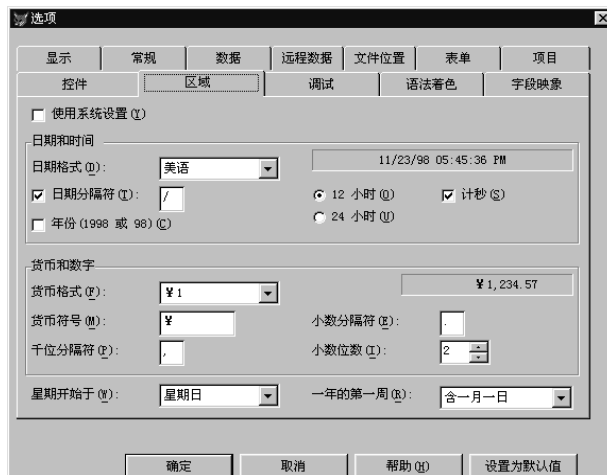 选项
显示 常规 数据 远程数据 文件位置 表单 项目
控件 区域 调试 语法着色 字段映象
使用系统设置(Y)
日期和时间
日期格式(D): 美语 11/23/98 05:45:36 PM
日期分隔符(T): / 12 小时(O) 计秒(S)
年份(1998 或 98)(C) 24 小时(U)
货币和数字
货币格式(F): ￥1 ￥1,234.57
货币符号(M): ￥ 小数分隔符(E): .
千位分隔符(P): , 小数位数(I): 2
星期开始于(W): 星期日 一年的第一周(R): 含一月一日
确定 取消 帮助(H) 设置为默认值